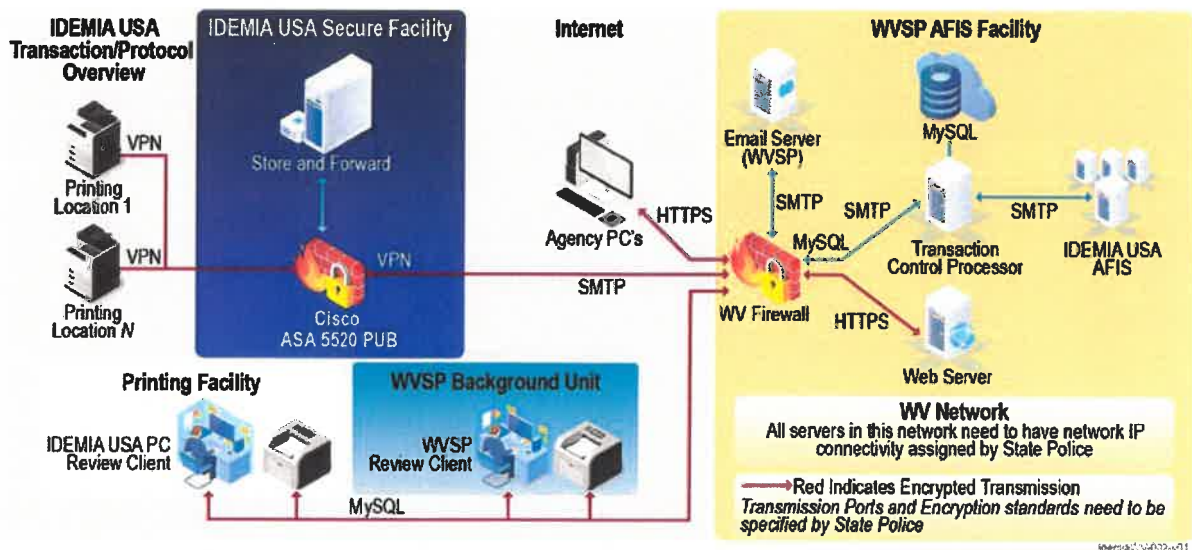 IDEMIA USA
Transaction/Protocol
Overview
VPN
Printing
Location 1
VPN
Printing
Location N
IDEMIA USA Secure Facility
Store and Forward
VPN
Cisco
ASA 5520 PUB
Internet
Agency PC's
HTTPS
SMTP
WVSP AFIS Facility
Email Server
(WVSP)
MySQL
SMTP
SMTP
SMTP
MySQL
Transaction
Control Processor
IDEMIA USA
AFIS
WV Firewall
HTTPS
Web Server
Printing Facility
IDEMIA USA PC
Review Client
WVSP Background Unit
WVSP
Review Client
MySQL
WV Network
All servers in this network need to have network IP
connectivity assigned by State Police
Red Indicates Encrypted Transmission
Transmission Ports and Encryption standards need to be
specified by State Police